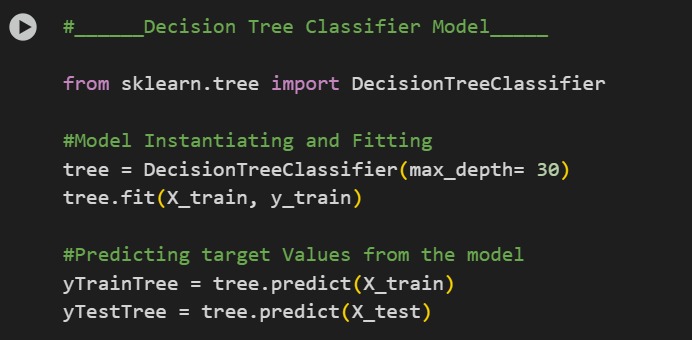 #______Decision Tree Classifier Model_____
from sklearn.tree import DecisionTreeClassifier
#Model Instantiating and Fitting
tree = DecisionTreeClassifier(max_depth= 30)
tree.fit(X_train, y_train)
#Predicting target Values from the model
yTrainTree = tree.predict(X_train)
yTestTree = tree.predict(X_test)